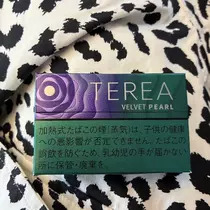 TEREA
VELVET PEARL
加熱式たばこの煙(蒸気)は、子供の健康
への悪影響が否定できません。たばこの
誤飲を防ぐため、乳幼児の手が届かない
所に保管・廃棄を。